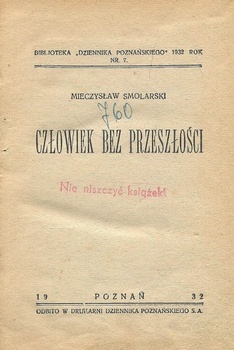 BIBLIOTEKA „DZIENNIKA POZNAŃSKIEGO" 1932 ROK
NR. 7.
MIECZYSŁAW SMOLARSKI
760
CZŁOWIEK BEZ PRZESZŁOŚCI
Nie niszczyć książek!
19 POZNAŃ 32
ODBITO W DRUKARNI DZIENNIKA POZNAŃSKIEGO S.A.